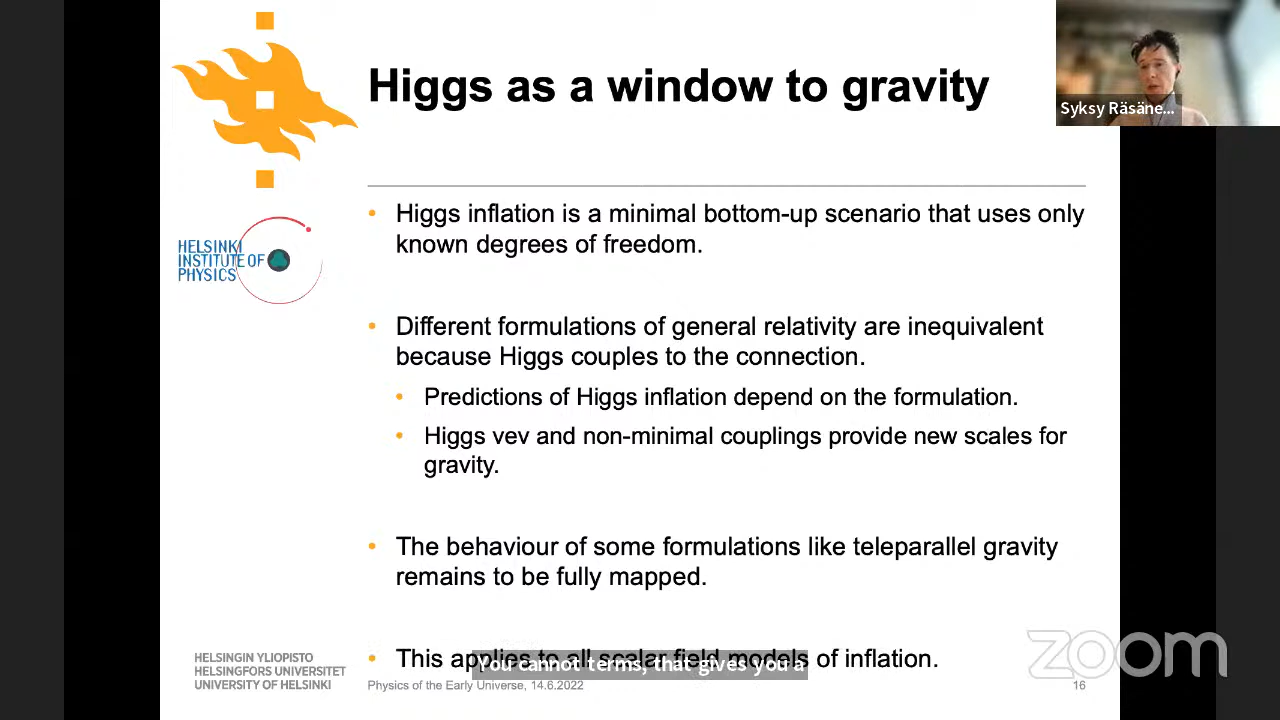 Higgs as a window to gravity
Syksy Räsäne...
• Higgs inflation is a minimal bottom-up scenario that uses only
known degrees of freedom.
HELSINKI
INSTITUTE OF
PHYSICS
• Different formulations of general relativity are inequivalent
because Higgs couples to the connection.
• Predictions of Higgs inflation depend on the formulation.
• Higgs vev and non-minimal couplings provide new scales for
gravity.
• The behaviour of some formulations like teleparallel gravity
remains to be fully mapped.
• This applies to all scalar field models of inflation.
You cannot terms, that gives you a
HELSINGIN YLIOPISTO
HELSINGFORS UNIVERSITET
UNIVERSITY OF HELSINKI
Physics of the Early Universe, 14.6.2022
16
zoom